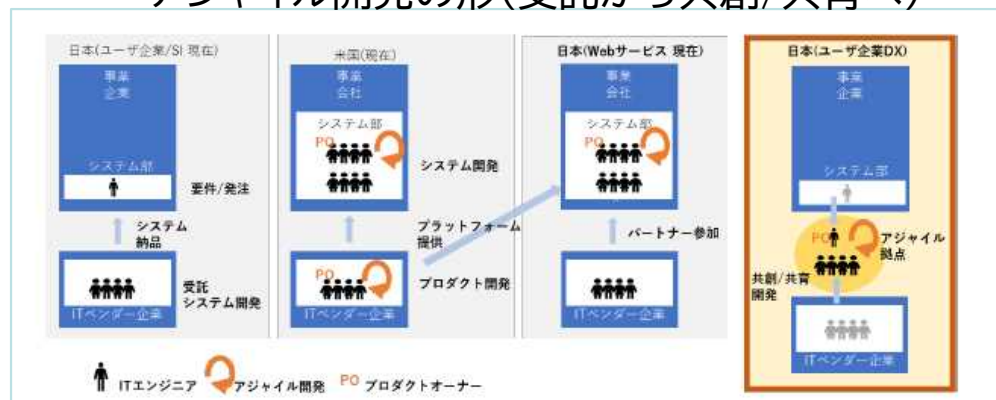 アジャイル開発の形(受託から共創/共育へ)
日本(ユーザ企業/SI 現在)
事業
企業
システム部
要件/発注
システム
納品
受託
システム開発
ITベンダー企業
米国(現在)
事業
会社
システム部
PO
システム開発
プラットフォーム
提供
PO
プロダクト開発
ITベンダー企業
日本(Webサービス 現在)
事業
会社
システム部
PO
パートナー参加
ITベンダー企業
日本(ユーザ企業DX)
事業
企業
システム部
PO
アジャイル
拠点
共創/共育
開発
ITベンダー企業
ITエンジニア
アジャイル開発
PO プロダクトオーナー